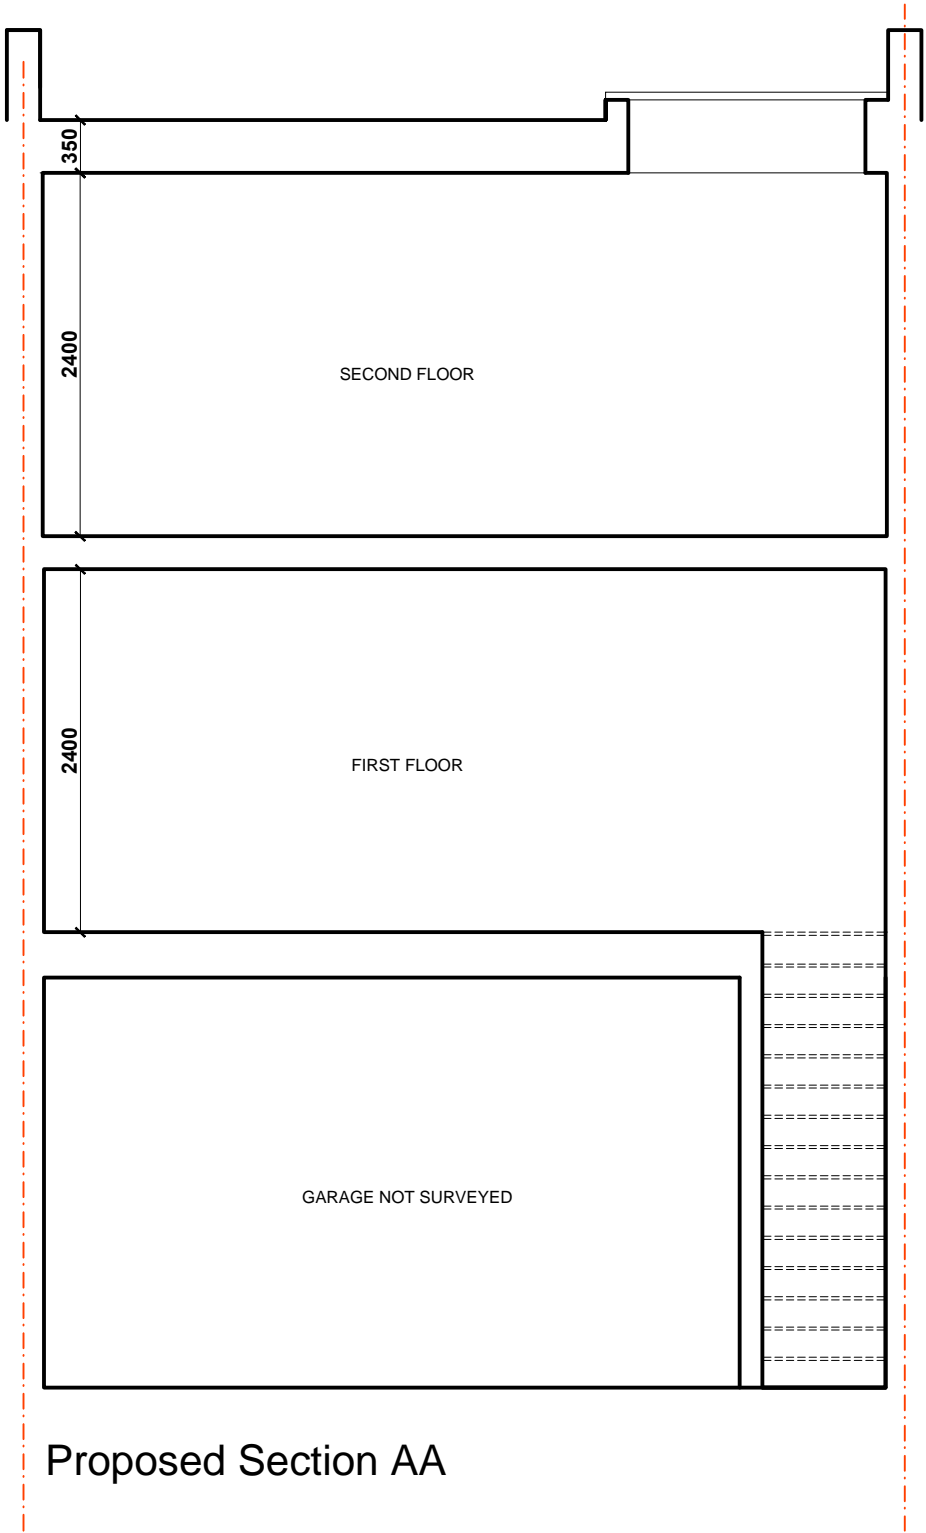 350
2400
SECOND FLOOR
2400
FIRST FLOOR
GARAGE NOT SURVEYED
Proposed Section AA